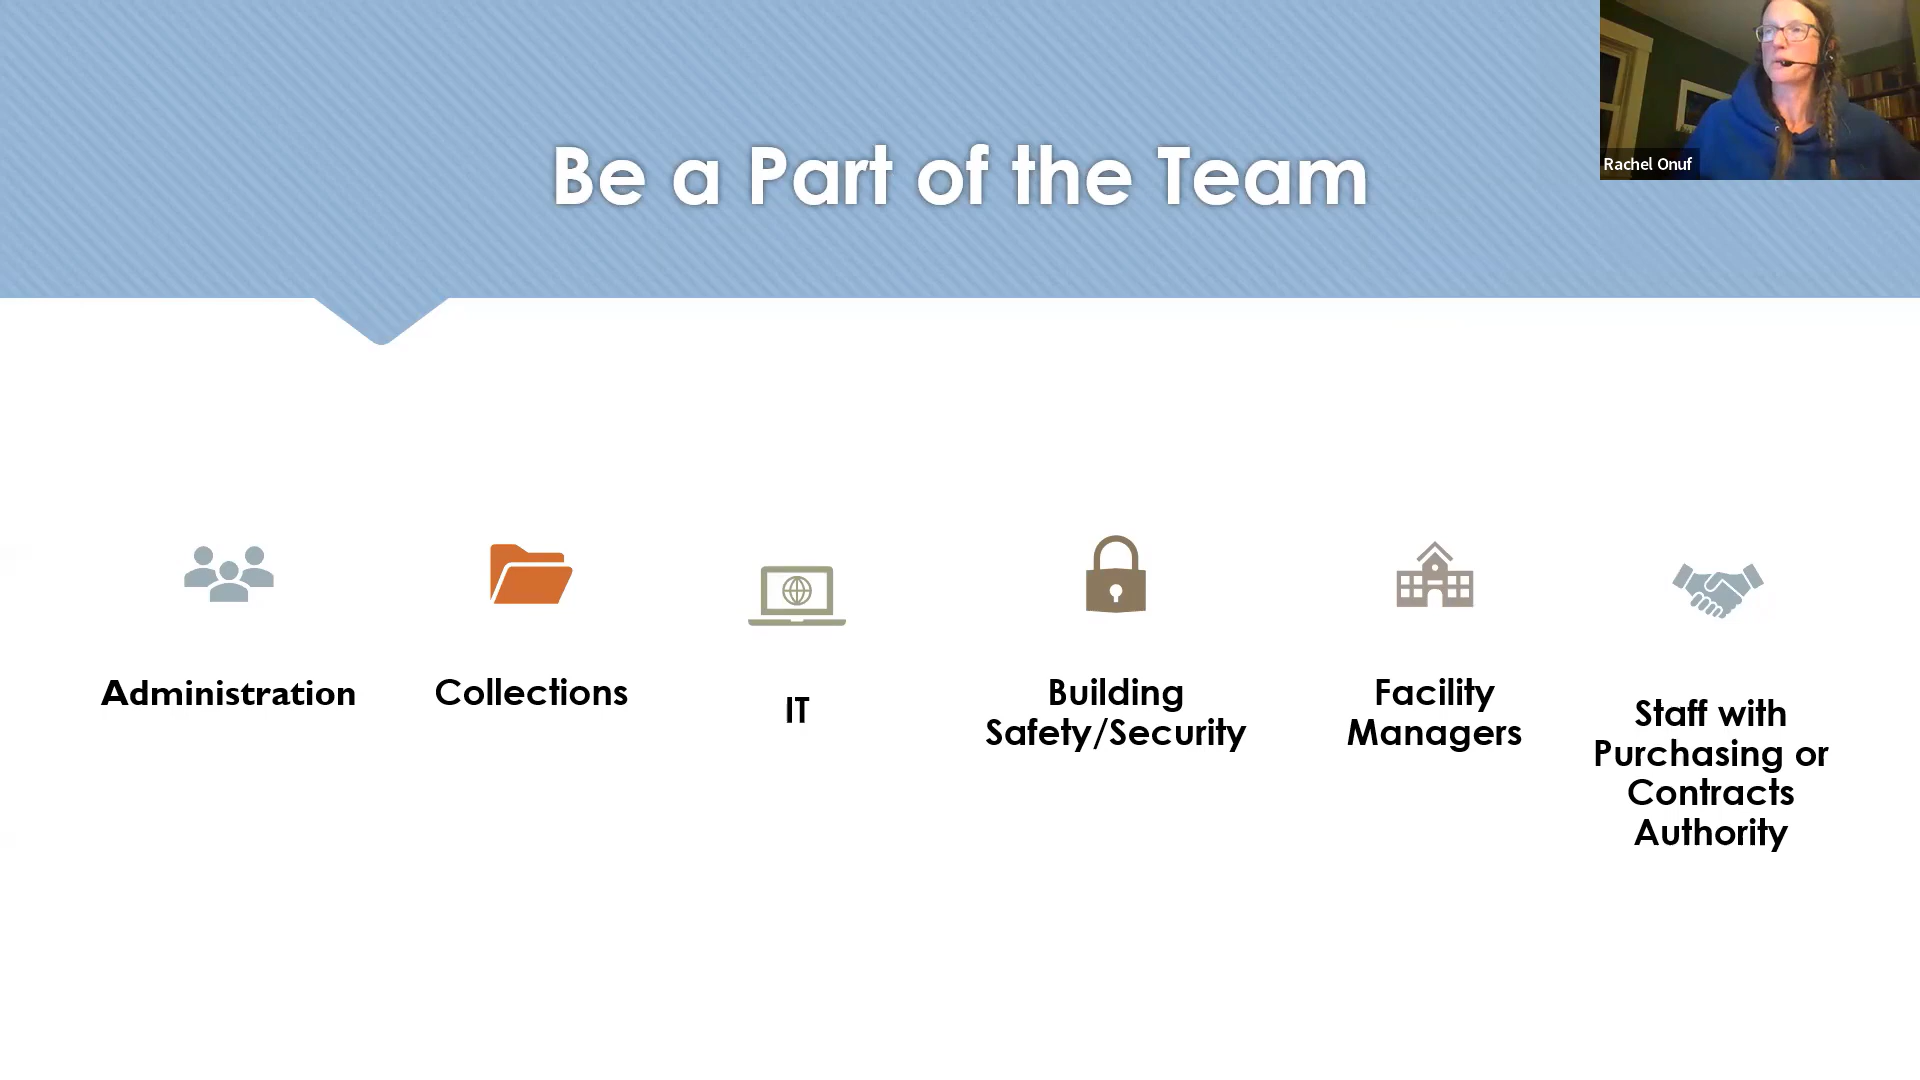 Be a Part of the Team
Rachel Onuf
Administration
Collections
IT
Building
Safety/Security
Facility
Managers
Staff with
Purchasing or
Contracts
Authority